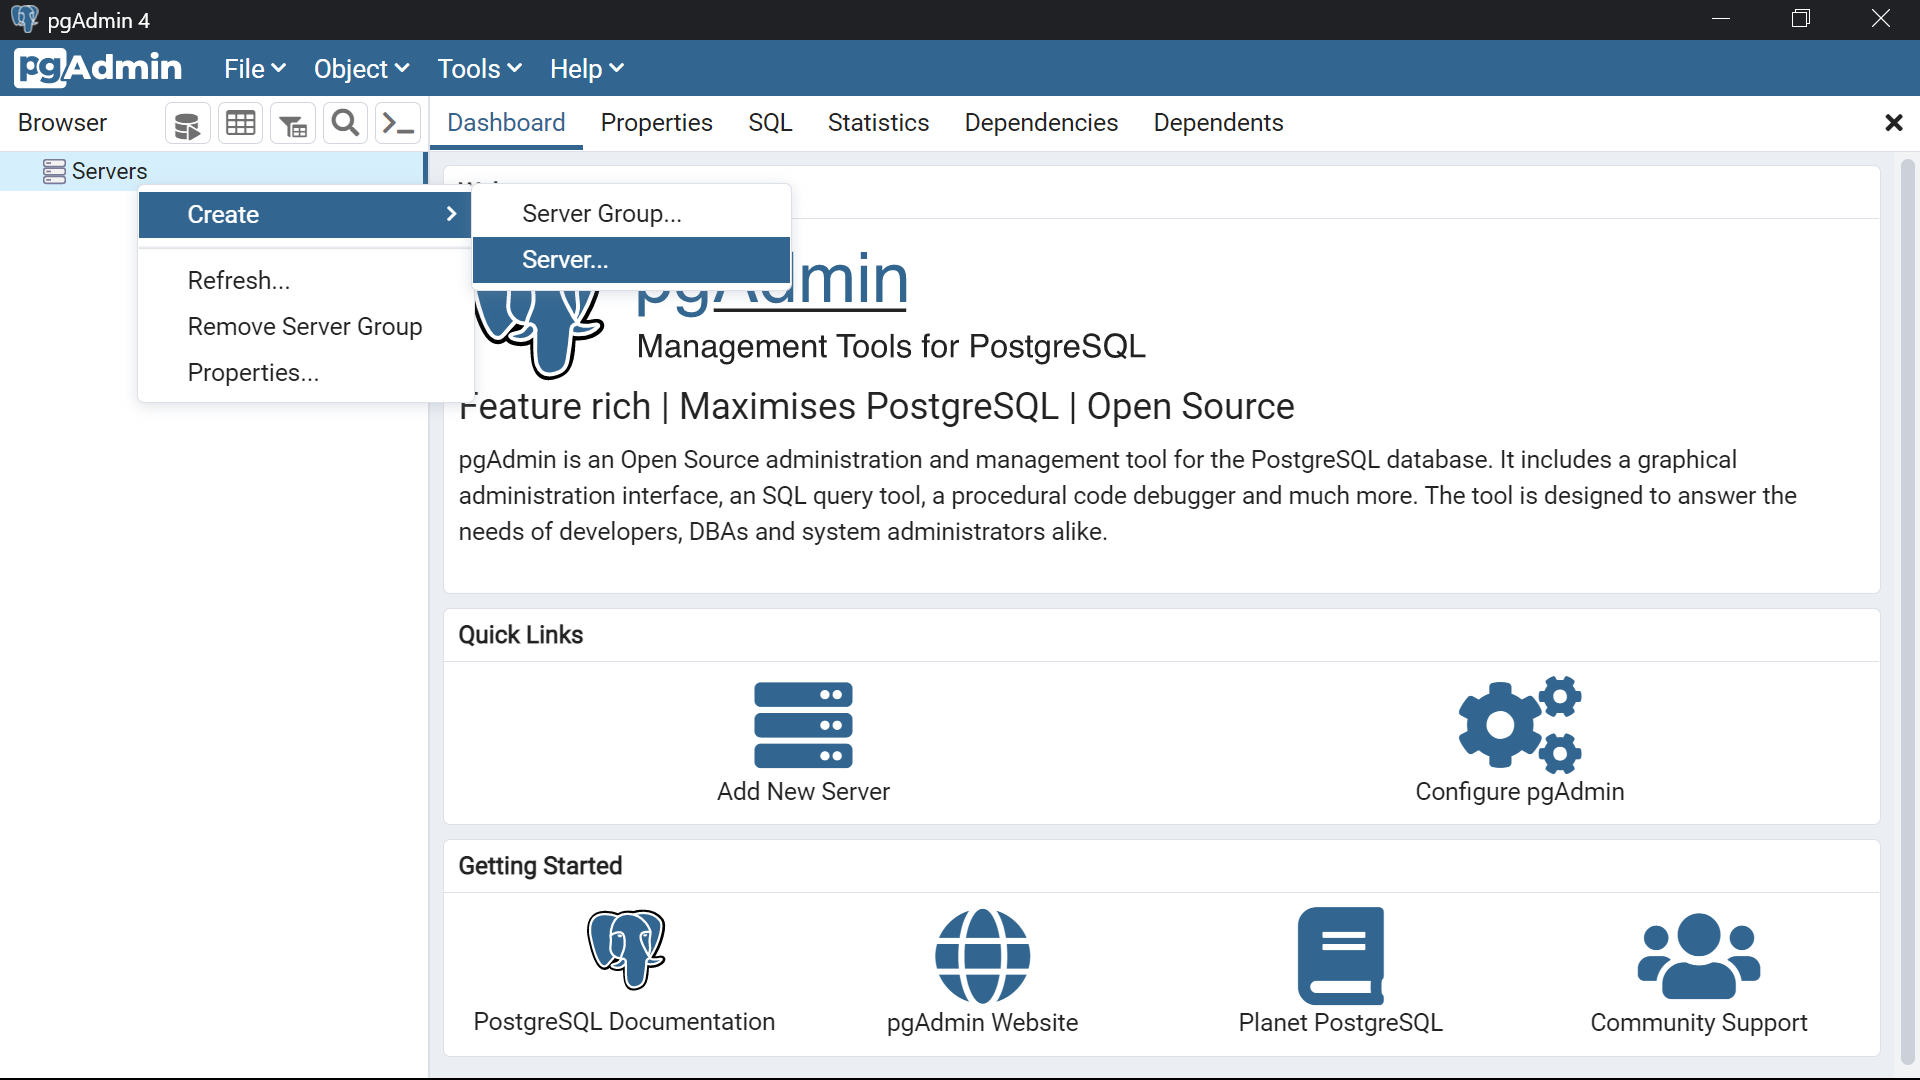 pgAdmin 4
pgAdmin File Object Tools Help
Browser Dashboard Properties SQL Statistics Dependencies Dependents
Servers
Create
Refresh...
Remove Server Group
Properties...
Server Group...
Server...
pgAdmin
Management Tools for PostgreSQL
Feature rich | Maximises PostgreSQL | Open Source
pgAdmin is an Open Source administration and management tool for the PostgreSQL database. It includes a graphical
administration interface, an SQL query tool, a procedural code debugger and much more. The tool is designed to answer the
needs of developers, DBAs and system administrators alike.
Quick Links
Add New Server
Configure pgAdmin
Getting Started
PostgreSQL Documentation
pgAdmin Website
Planet PostgreSQL
Community Support